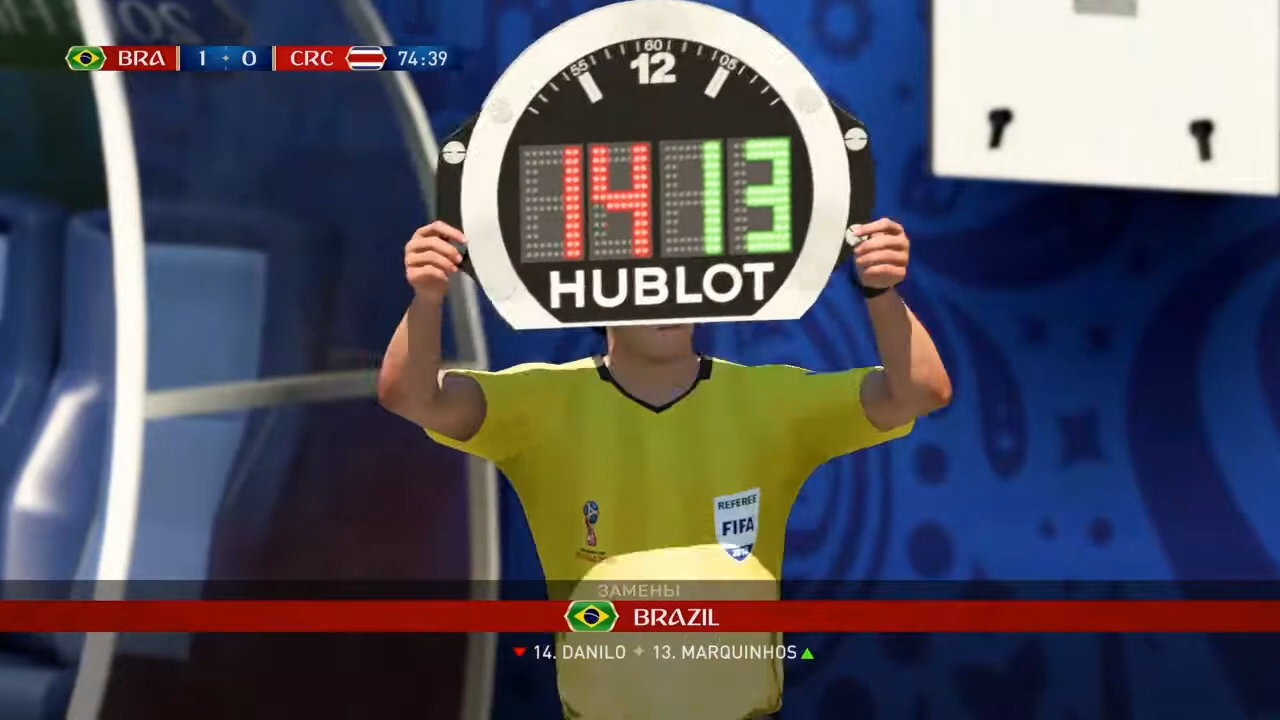 BRA 1 0 CRC 74:39
55 60 05
12
14 13
HUBLOT
REFEREE
FIFA
ЗАМЕНЫ
BRAZIL
14. DANILO 13. MARQUINHOS